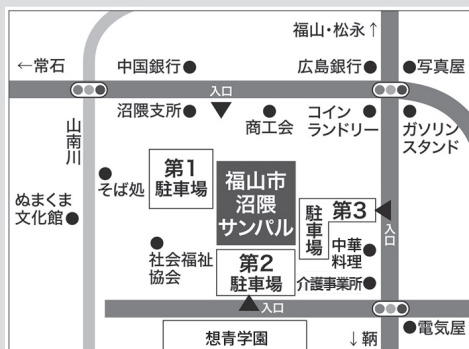 福山・松永↑
←常石
中国銀行
広島銀行
写真屋
入口
沼隈支所
商工会
コイン
ランドリー
ガソリン
スタンド
山南川
そば処
第1
駐車場
福山市
沼隈
サンパル
第3
駐車場
入口
ぬまくま
文化館
中華
料理
社会福祉
協会
第2
駐車場
介護事業所
入口
想青学園
↓鞆
電気屋